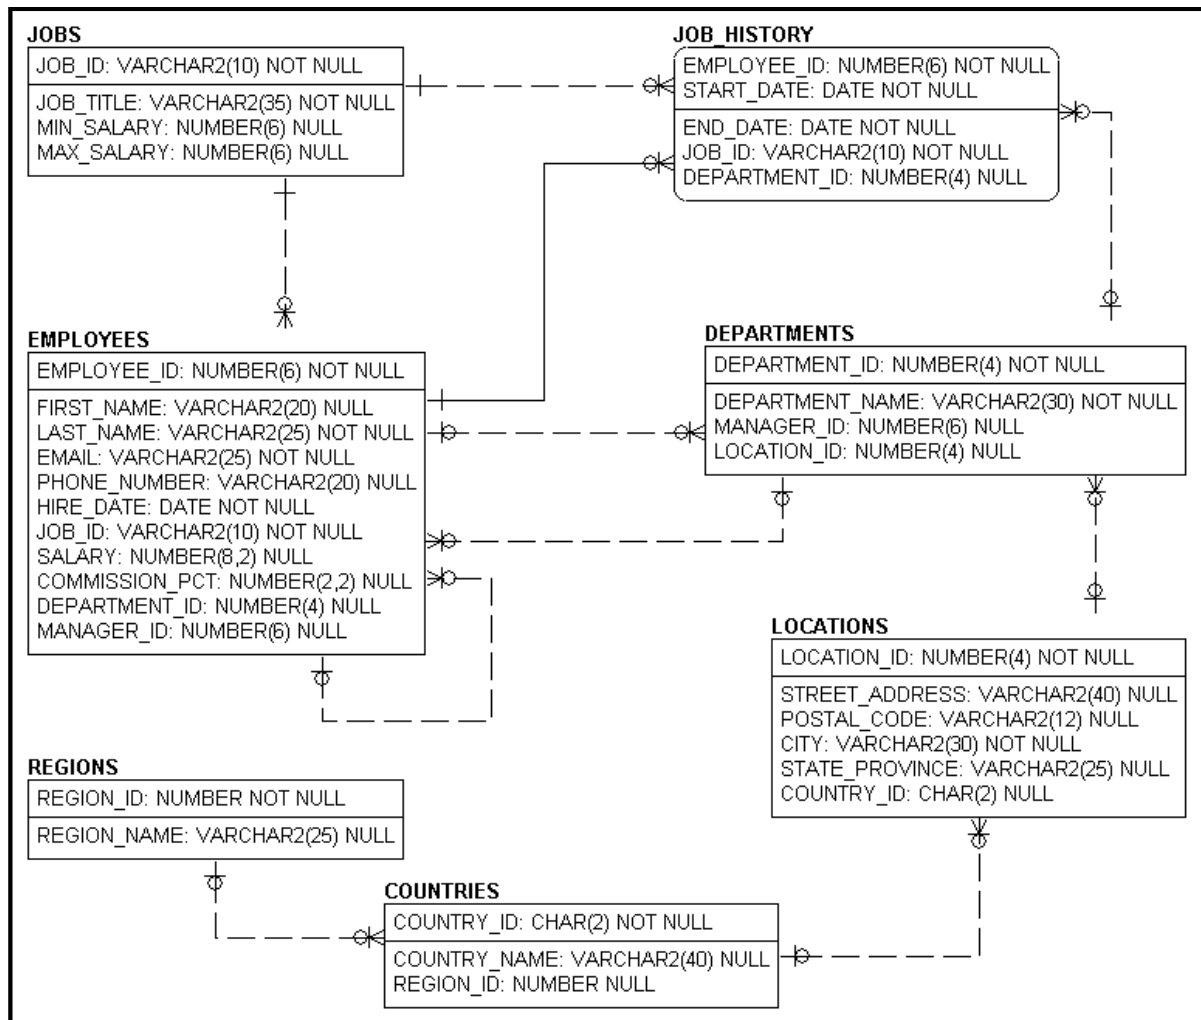 JOBS
JOB_ID: VARCHAR2(10) NOT NULL
JOB_TITLE: VARCHAR2(35) NOT NULL
MIN_SALARY: NUMBER(6) NULL
MAX_SALARY: NUMBER(6) NULL
JOB_HISTORY
EMPLOYEE_ID: NUMBER(6) NOT NULL
START_DATE: DATE NOT NULL
END_DATE: DATE NOT NULL
JOB_ID: VARCHAR2(10) NOT NULL
DEPARTMENT_ID: NUMBER(4) NULL
EMPLOYEES
EMPLOYEE_ID: NUMBER(6) NOT NULL
FIRST_NAME: VARCHAR2(20) NULL
LAST_NAME: VARCHAR2(25) NOT NULL
EMAIL: VARCHAR2(25) NOT NULL
PHONE_NUMBER: VARCHAR2(20) NULL
HIRE_DATE: DATE NOT NULL
JOB_ID: VARCHAR2(10) NOT NULL
SALARY: NUMBER(8,2) NULL
COMMISSION_PCT: NUMBER(2,2) NULL
DEPARTMENT_ID: NUMBER(4) NULL
MANAGER_ID: NUMBER(6) NULL
DEPARTMENTS
DEPARTMENT_ID: NUMBER(4) NOT NULL
DEPARTMENT_NAME: VARCHAR2(30) NOT NULL
MANAGER_ID: NUMBER(6) NULL
LOCATION_ID: NUMBER(4) NULL
LOCATIONS
LOCATION_ID: NUMBER(4) NOT NULL
STREET_ADDRESS: VARCHAR2(40) NULL
POSTAL_CODE: VARCHAR2(12) NULL
CITY: VARCHAR2(30) NOT NULL
STATE_PROVINCE: VARCHAR2(25) NULL
COUNTRY_ID: CHAR(2) NULL
REGIONS
REGION_ID: NUMBER NOT NULL
REGION_NAME: VARCHAR2(25) NULL
COUNTRIES
COUNTRY_ID: CHAR(2) NOT NULL
COUNTRY_NAME: VARCHAR2(40) NULL
REGION_ID: NUMBER NULL